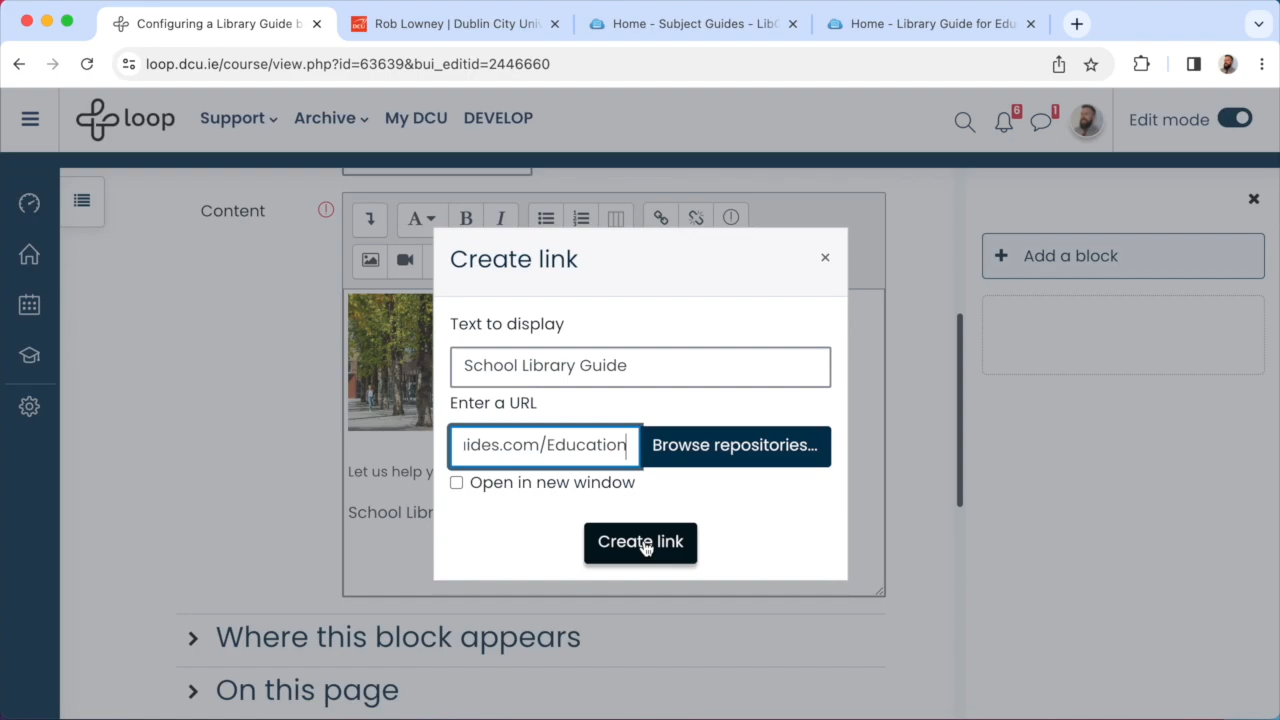 Configuring a Library Guide b
Rob Lowney | Dublin City Uni
Home - Subject Guides - Lib
Home - Library Guide for Edu
loop.dcu.ie/course/view.php?id=63639&bui_editid=2446660
loop
Support
Archive
My DCU
DEVELOP
6
1
Edit mode
Content
A
B
I
Create link
Add a block
Text to display
School Library Guide
Enter a URL
ides.com/Education
Browse repositories...
Let us help y
Open in new window
School Libr
Create link
Where this block appears
On this page